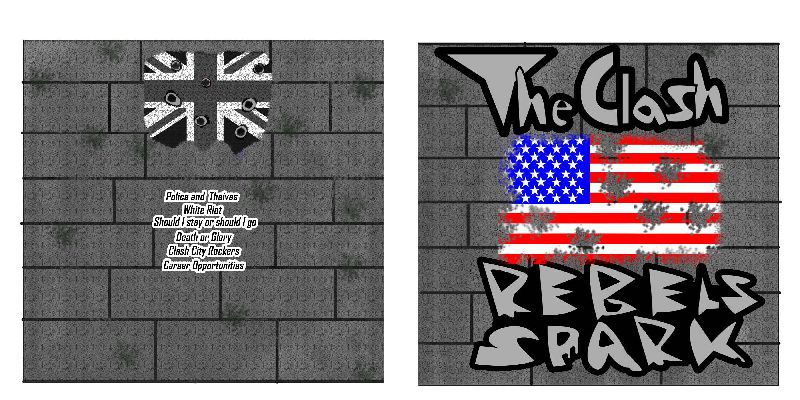 Police and Theives
White Riot
Should I stay or should I go
Death or Glory
Clash City Rockers
Career Opportunities
The Clash
REBELS
SPARK